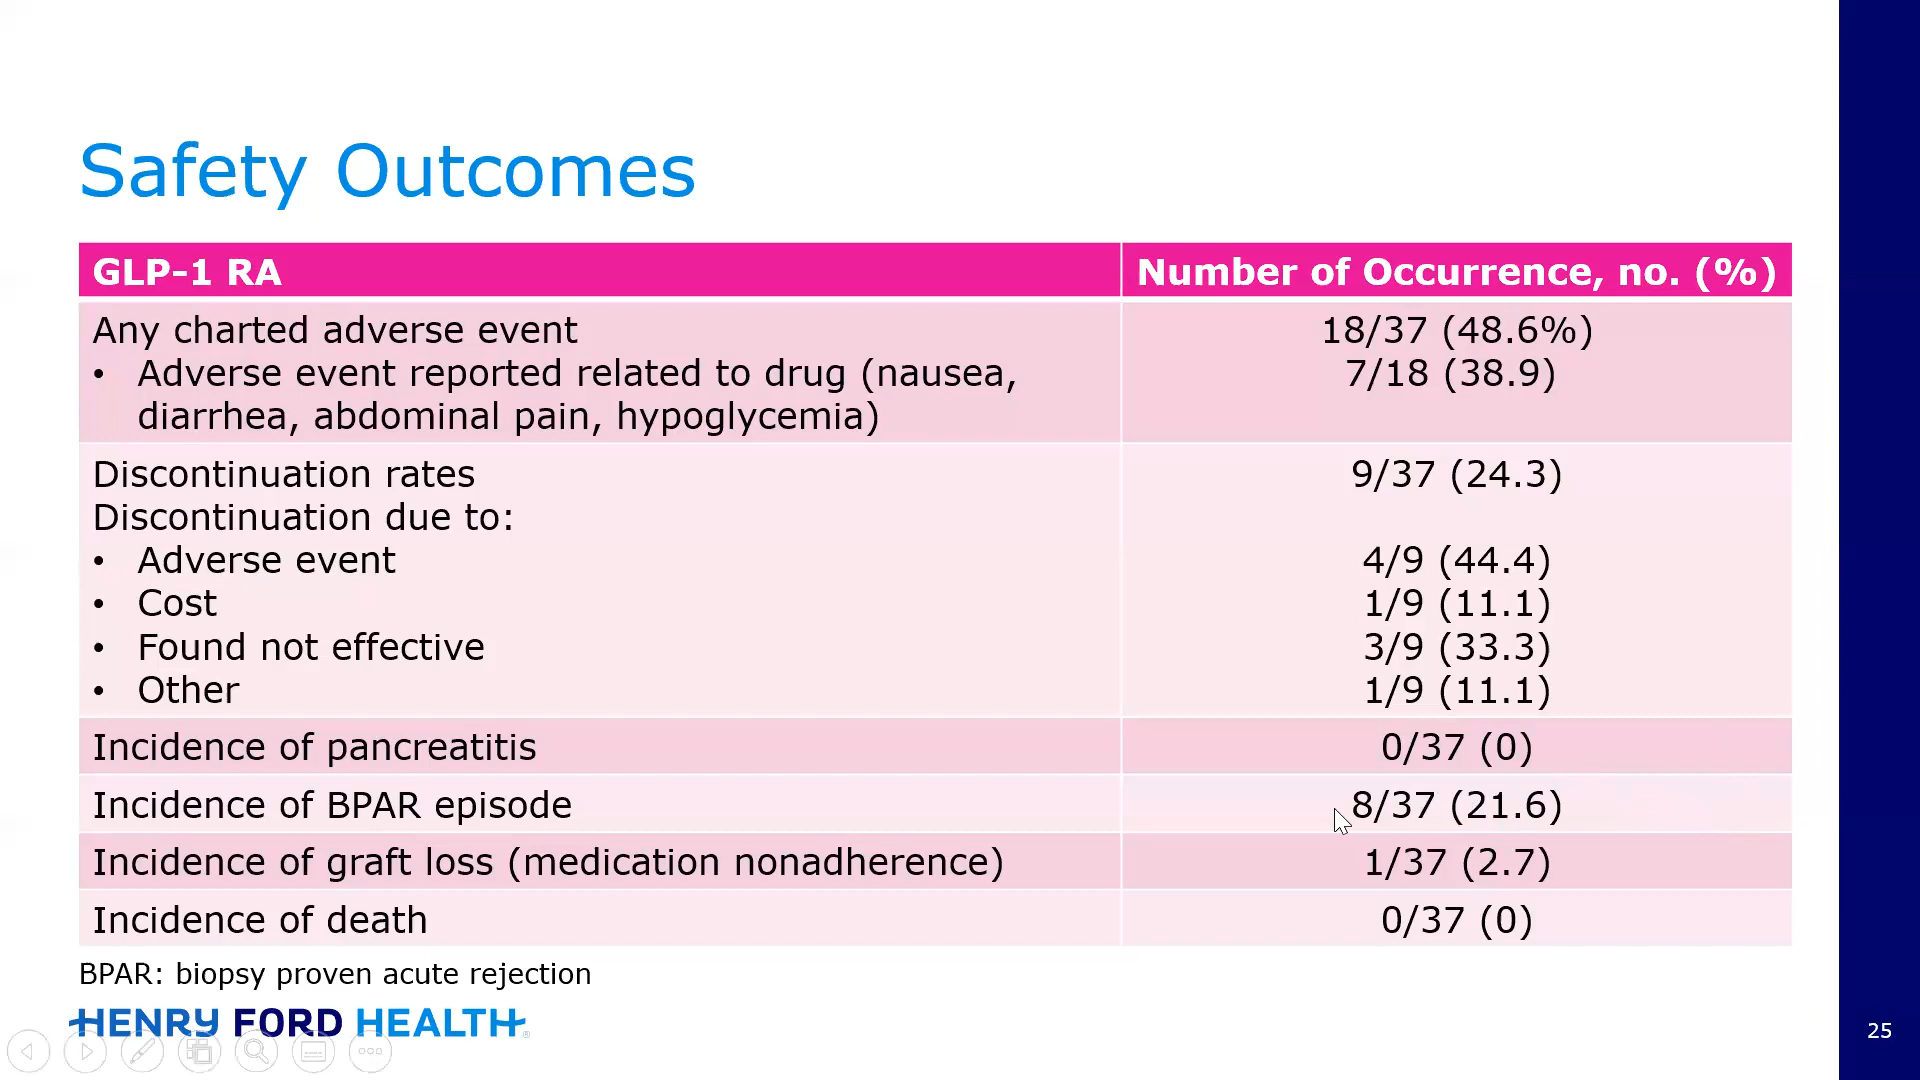 Safety Outcomes
GLP-1 RA
Number of Occurrence, no. (%)
Any charted adverse event
18/37 (48.6%)
• Adverse event reported related to drug (nausea,
diarrhea, abdominal pain, hypoglycemia)
7/18 (38.9)
Discontinuation rates
9/37 (24.3)
Discontinuation due to:
• Adverse event
4/9 (44.4)
• Cost
1/9 (11.1)
• Found not effective
3/9 (33.3)
• Other
1/9 (11.1)
Incidence of pancreatitis
0/37 (0)
Incidence of BPAR episode
8/37 (21.6)
Incidence of graft loss (medication nonadherence)
1/37 (2.7)
Incidence of death
0/37 (0)
BPAR: biopsy proven acute rejection
HENRY FORD HEALTH®
25